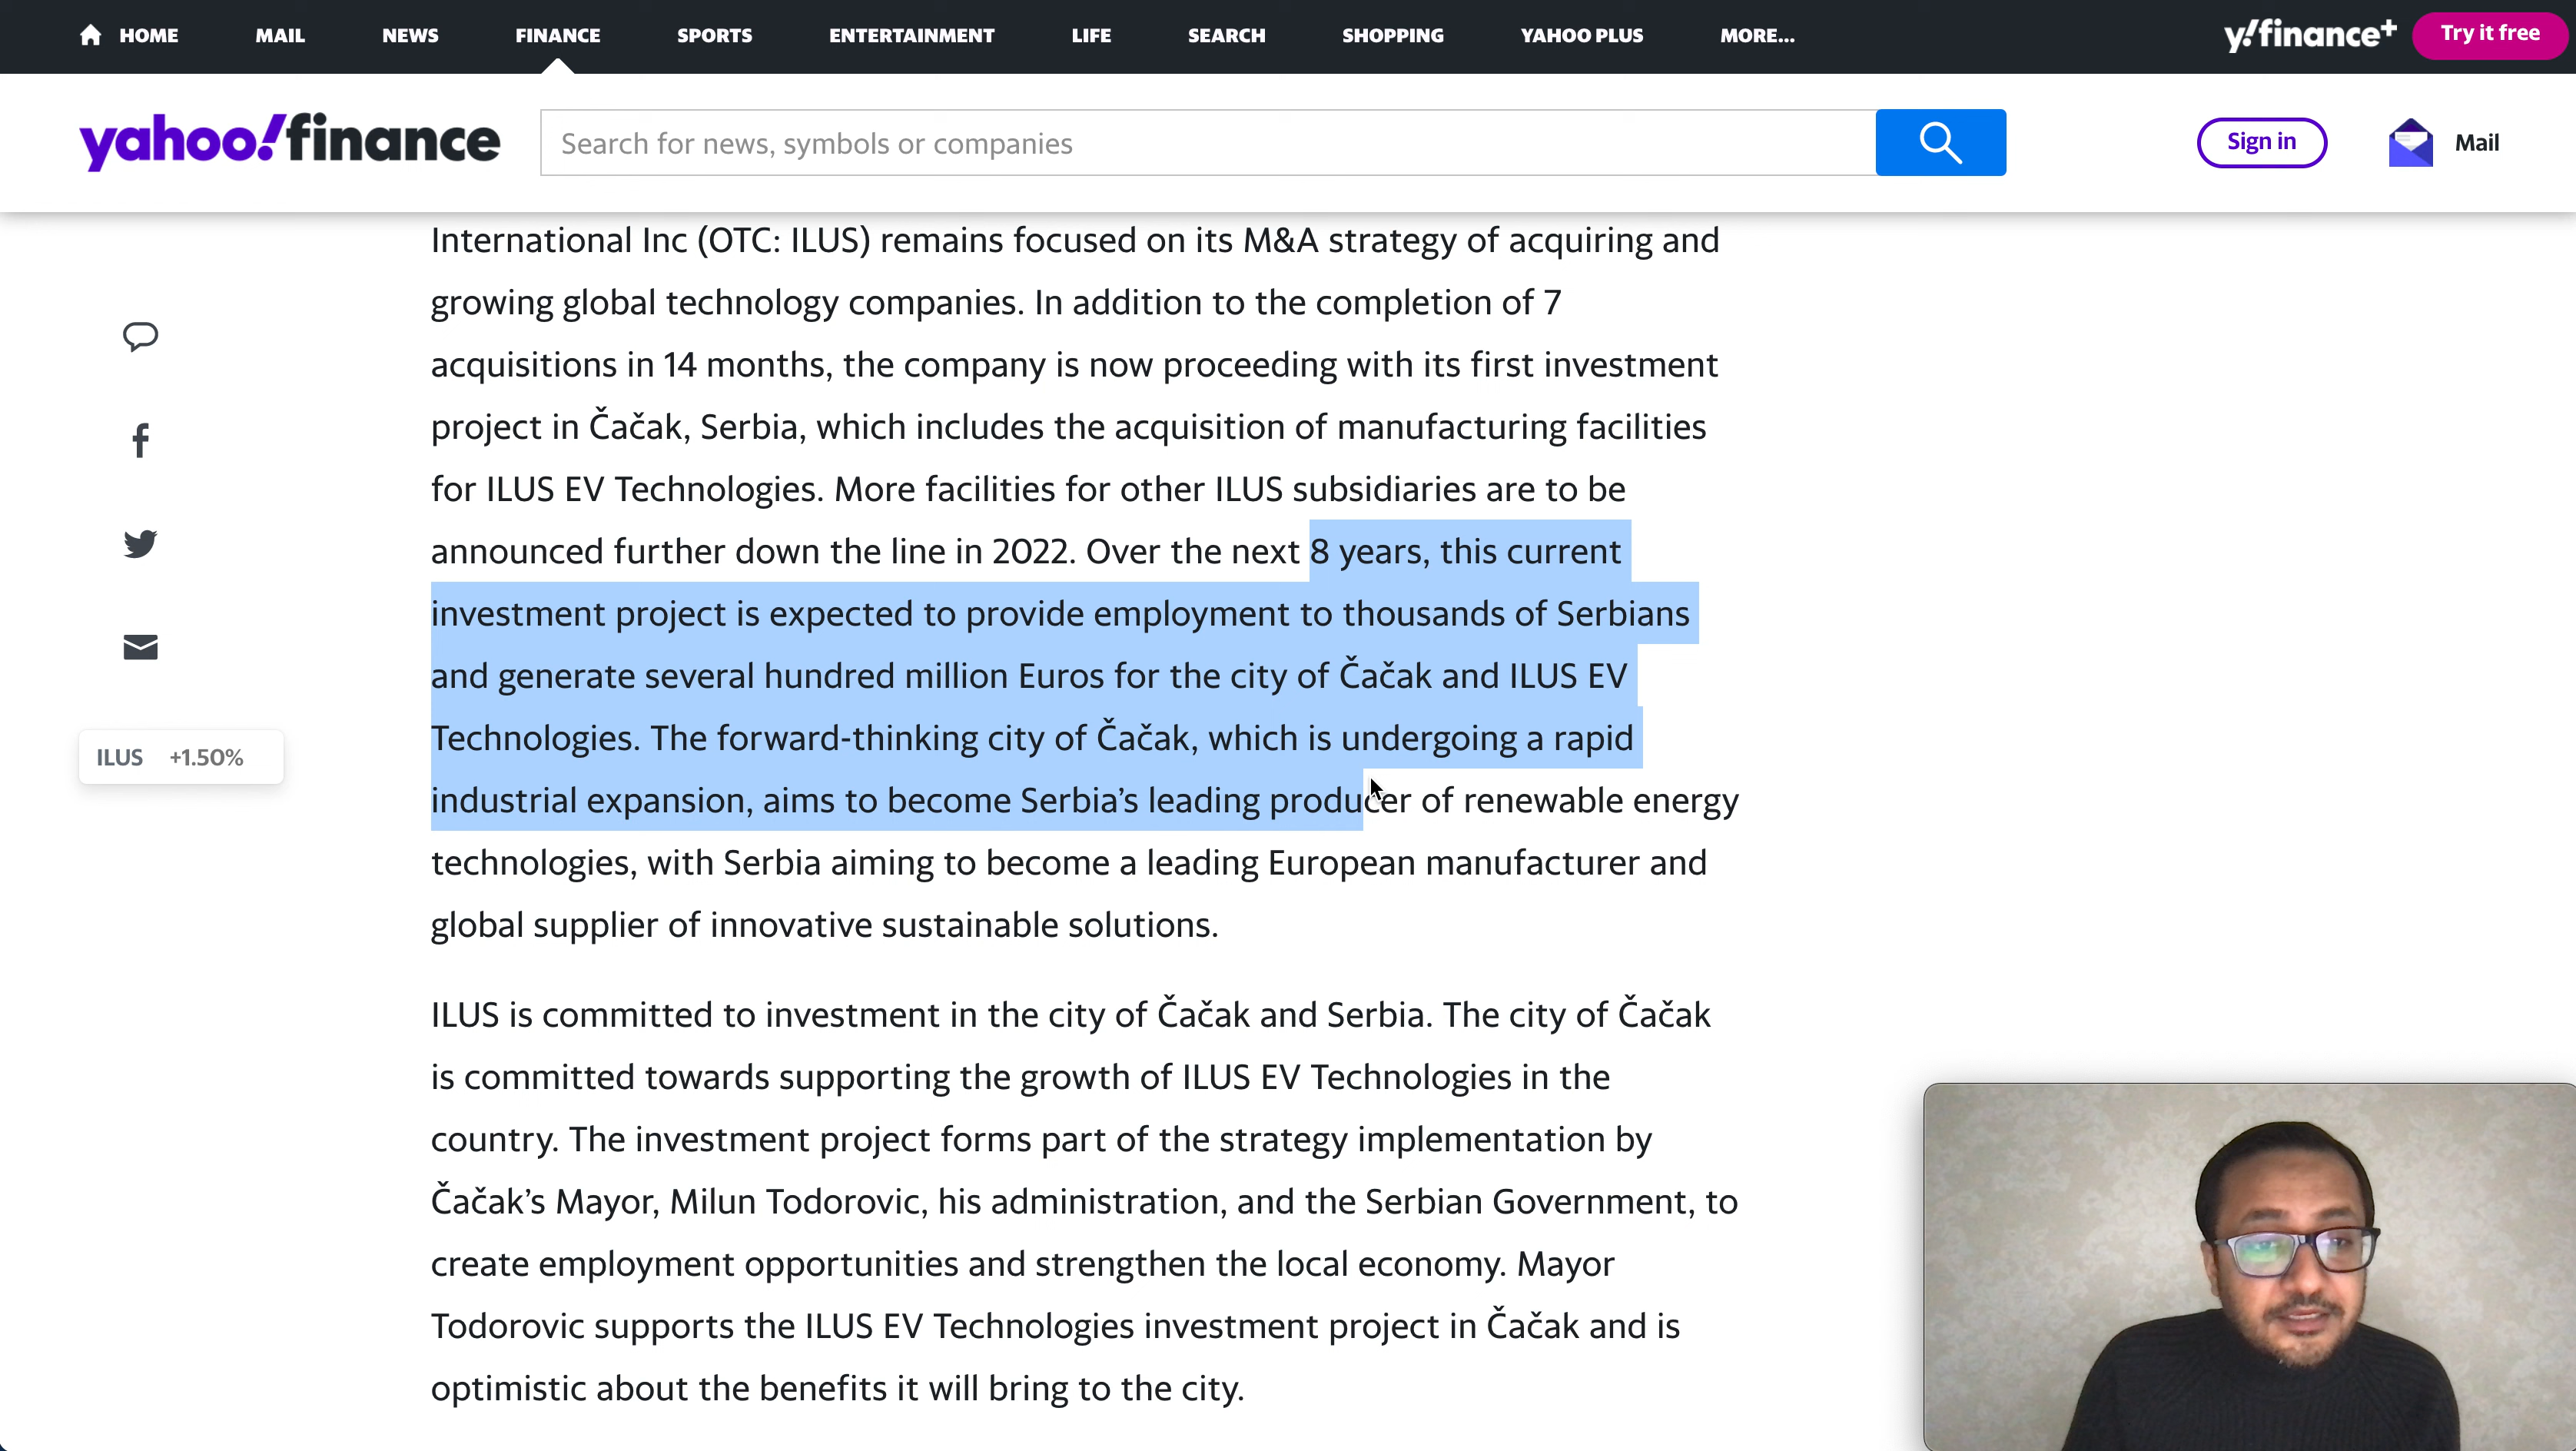 HOME MAIL NEWS FINANCE SPORTS ENTERTAINMENT LIFE SEARCH SHOPPING YAHOO PLUS MORE... y!finance+ Try it free
yahoo!finance Search for news, symbols or companies Sign in Mail
International Inc (OTC: ILUS) remains focused on its M&A strategy of acquiring and
growing global technology companies. In addition to the completion of 7
acquisitions in 14 months, the company is now proceeding with its first investment
project in Čačak, Serbia, which includes the acquisition of manufacturing facilities
for ILUS EV Technologies. More facilities for other ILUS subsidiaries are to be
announced further down the line in 2022. Over the next 8 years, this current
investment project is expected to provide employment to thousands of Serbians
and generate several hundred million Euros for the city of Čačak and ILUS EV
Technologies. The forward-thinking city of Čačak, which is undergoing a rapid
industrial expansion, aims to become Serbia’s leading producer of renewable energy
technologies, with Serbia aiming to become a leading European manufacturer and
global supplier of innovative sustainable solutions.
ILUS +1.50%
ILUS is committed to investment in the city of Čačak and Serbia. The city of Čačak
is committed towards supporting the growth of ILUS EV Technologies in the
country. The investment project forms part of the strategy implementation by
Čačak’s Mayor, Milun Todorovic, his administration, and the Serbian Government, to
create employment opportunities and strengthen the local economy. Mayor
Todorovic supports the ILUS EV Technologies investment project in Čačak and is
optimistic about the benefits it will bring to the city.